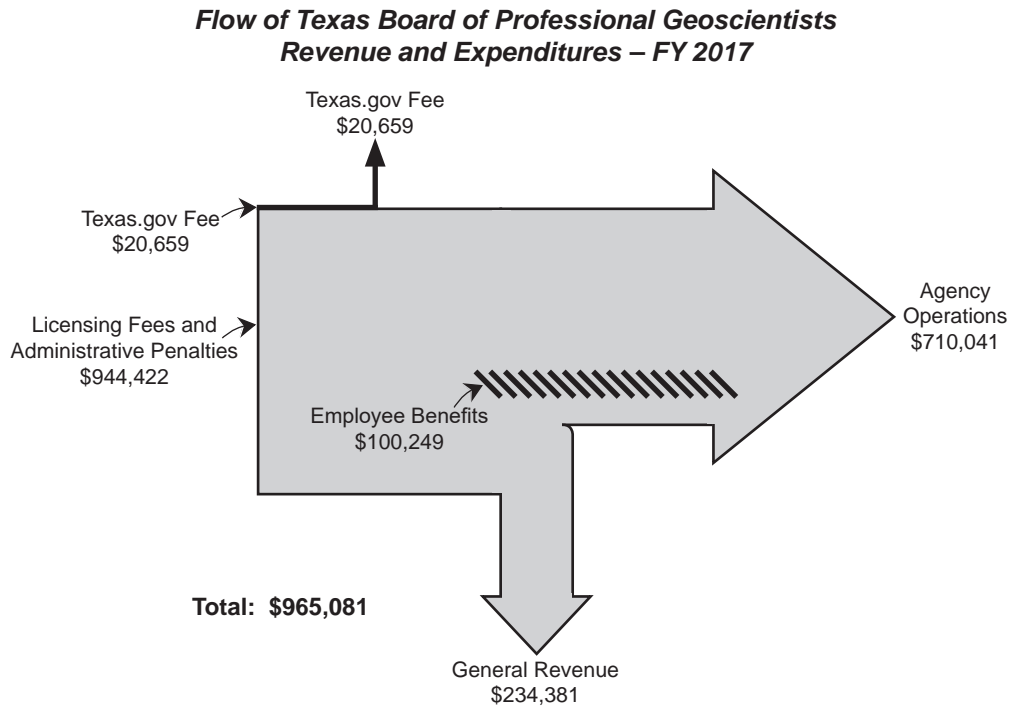 Flow of Texas Board of Professional Geoscientists
Revenue and Expenditures – FY 2017
Texas.gov Fee
$20,659
Texas.gov Fee
$20,659
Licensing Fees and
Administrative Penalties
$944,422
Agency
Operations
$710,041
Employee Benefits
$100,249
Total: $965,081
General Revenue
$234,381